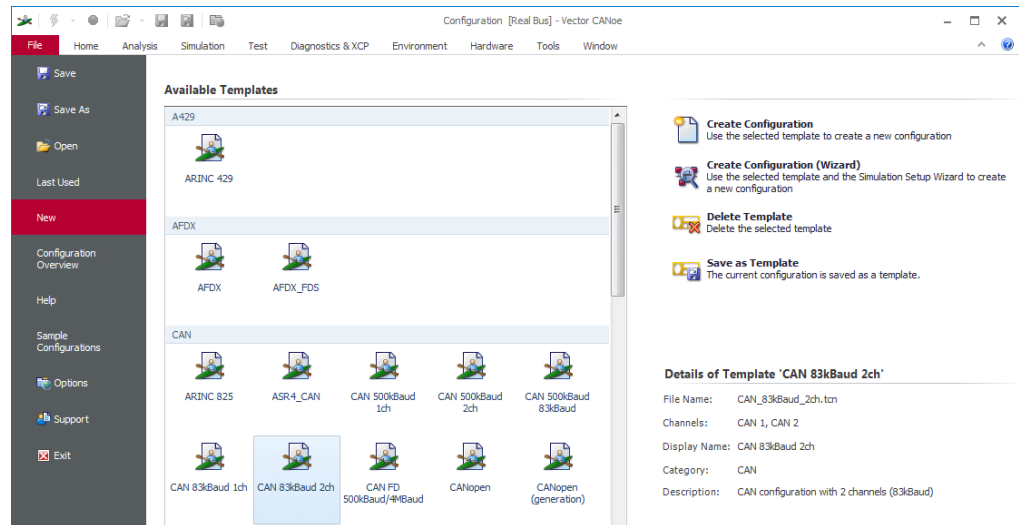 Configuration [Real Bus] - Vector CANoe
File Home Analysis Simulation Test Diagnostics & XCP Environment Hardware Tools Window
Save
Save As
Open
Last Used
New
Configuration
Overview
Help
Sample
Configurations
Options
Support
Exit
Available Templates
A429
ARINC 429
AFDX
AFDX AFDX_FDS
CAN
ARINC 825 ASR4_CAN CAN 500kBaud CAN 500kBaud CAN 500kBaud
1ch 2ch 83kBaud
CAN 83kBaud 1ch CAN 83kBaud 2ch CAN FD CANopen CANopen
500kBaud/4MBaud (generation)
Create Configuration
Use the selected template to create a new configuration
Create Configuration (Wizard)
Use the selected template and the Simulation Setup Wizard to create
a new configuration
Delete Template
Delete the selected template
Save as Template
The current configuration is saved as a template.
Details of Template 'CAN 83kBaud 2ch'
File Name: CAN_83kBaud_2ch.tcn
Channels: CAN 1, CAN 2
Display Name: CAN 83kBaud 2ch
Category: CAN
Description: CAN configuration with 2 channels (83kBaud)